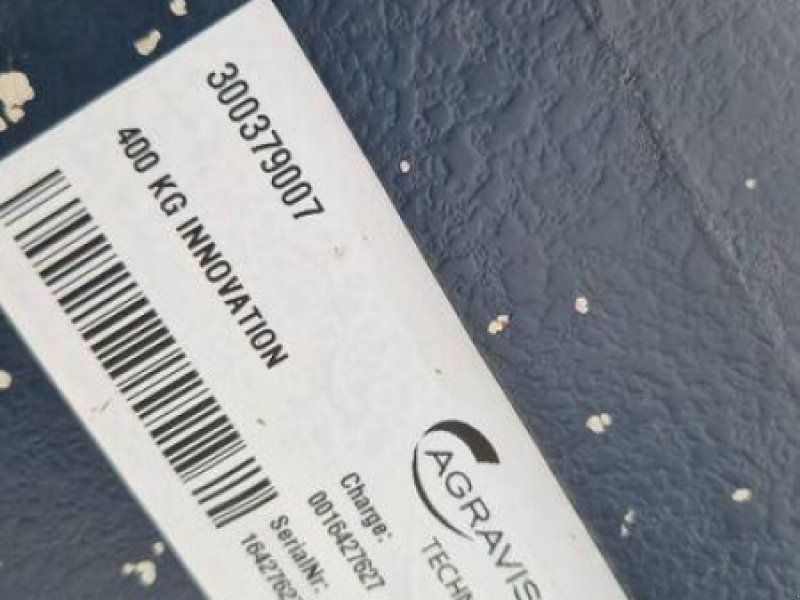 300379007
400 KG INNOVATION
AGRAVIS
Charge:
0016427627
SerialNr: